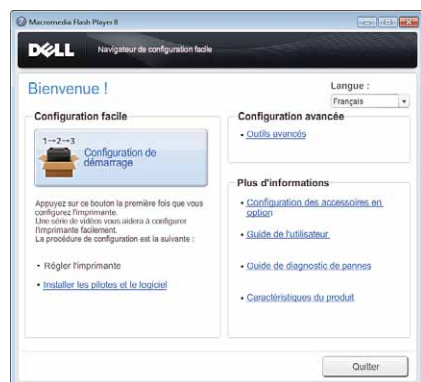 Macromedia Flash Player 8
DELL
Navigateur de configuration facile
Bienvenue !
Langue :
Français
Configuration facile
1→2→3
Configuration de
démarrage
Appuyez sur ce bouton la première fois que vous
configurez l'imprimante.
Une série de vidéos vous aidera à configurer
l'imprimante facilement.
La procédure de configuration est la suivante :
• Régler l'imprimante
• Installer les pilotes et le logiciel
Configuration avancée
• Outils avancés
Plus d'informations
• Configuration des accessoires en
option
• Guide de l'utilisateur
• Guide de diagnostic de pannes
• Caractéristiques du produit
Quitter